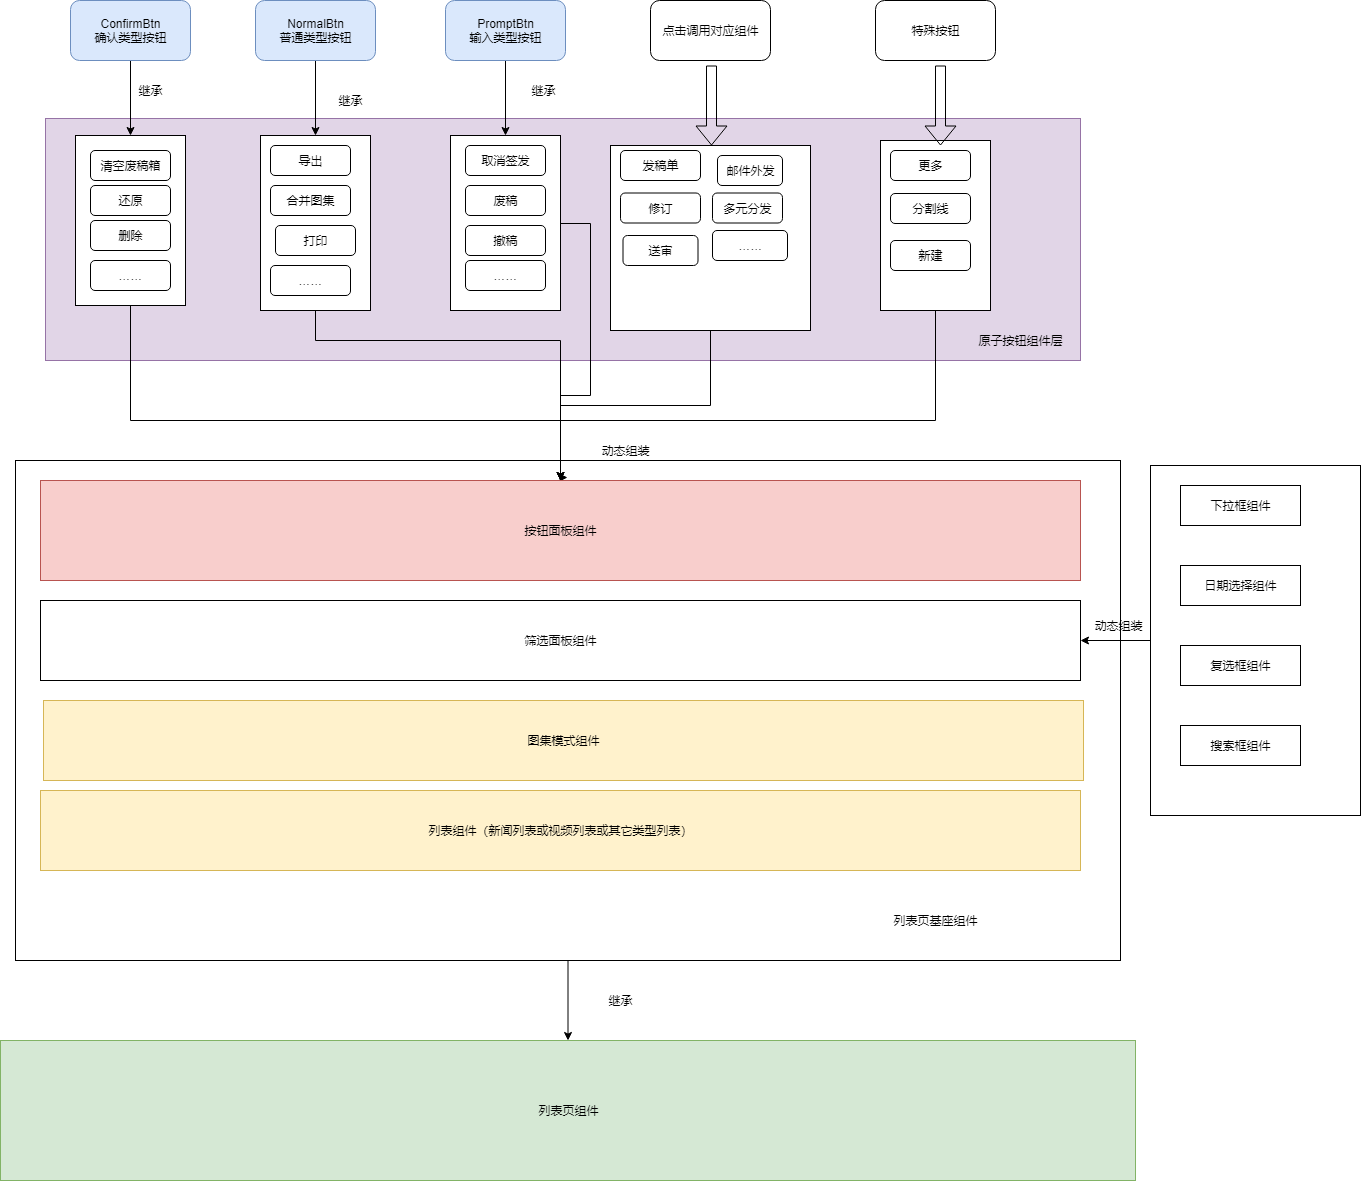 ConfirmBtn
确认类型按钮
NormalBtn
普通类型按钮
PromptBtn
输入类型按钮
点击调用对应组件
特殊按钮
继承
继承
继承
清空废稿箱
还原
删除
……
导出
合并图集
打印
……
取消签发
废稿
撤稿
……
发稿单
邮件外发
修订
多元分发
送审
……
更多
分割线
新建
原子按钮组件层
动态组装
按钮面板组件
筛选面板组件
动态组装
下拉框组件
日期选择组件
复选框组件
搜索框组件
图集模式组件
列表组件（新闻列表或视频列表或其它类型列表）
列表页基座组件
继承
列表页组件